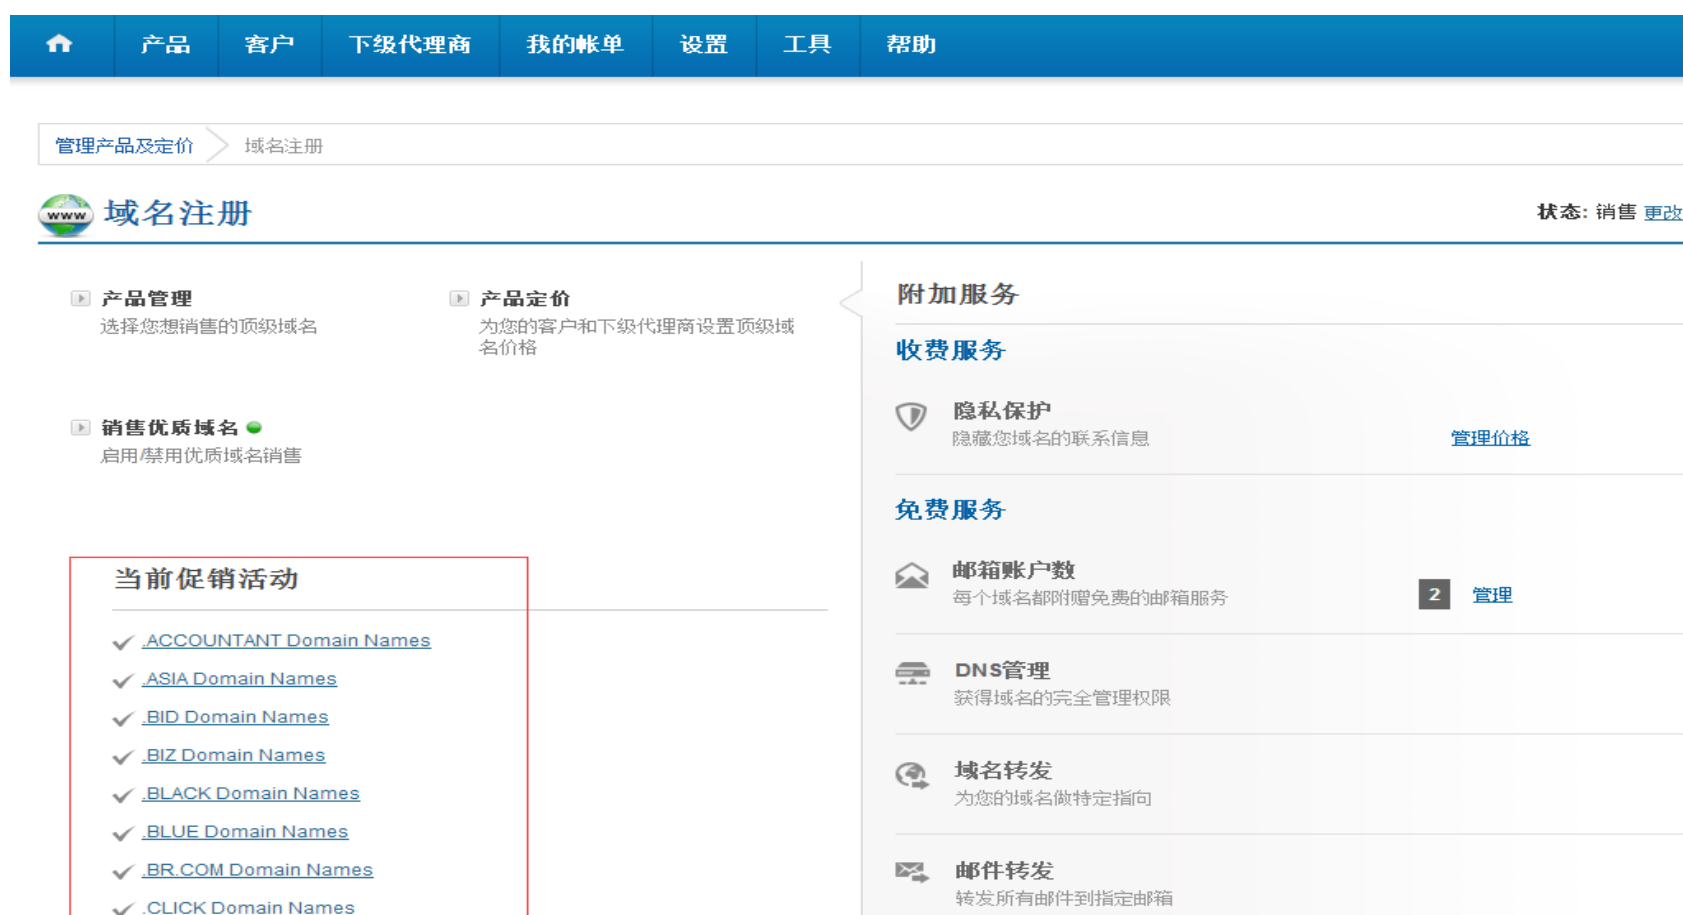 产品 客户 下级代理商 我的帐单 设置 工具 帮助
管理产品及定价 域名注册
www 域名注册
状态: 销售 更改
产品管理
选择您想销售的顶级域名
产品定价
为您的客户和下级代理商设置顶级域
名价格
销售优质域名
启用/禁用优质域名销售
当前促销活动
.ACCOUNTANT Domain Names
.ASIA Domain Names
.BID Domain Names
.BIZ Domain Names
.BLACK Domain Names
.BLUE Domain Names
.BR.COM Domain Names
.CLICK Domain Names
附加服务
收费服务
隐私保护
隐藏您域名的联系信息
管理价格
免费服务
邮箱账户数
每个域名都附赠免费的邮箱服务
2 管理
DNS管理
获得域名的完全管理权限
域名转发
为您的域名做特定指向
邮件转发
转发所有邮件到指定邮箱